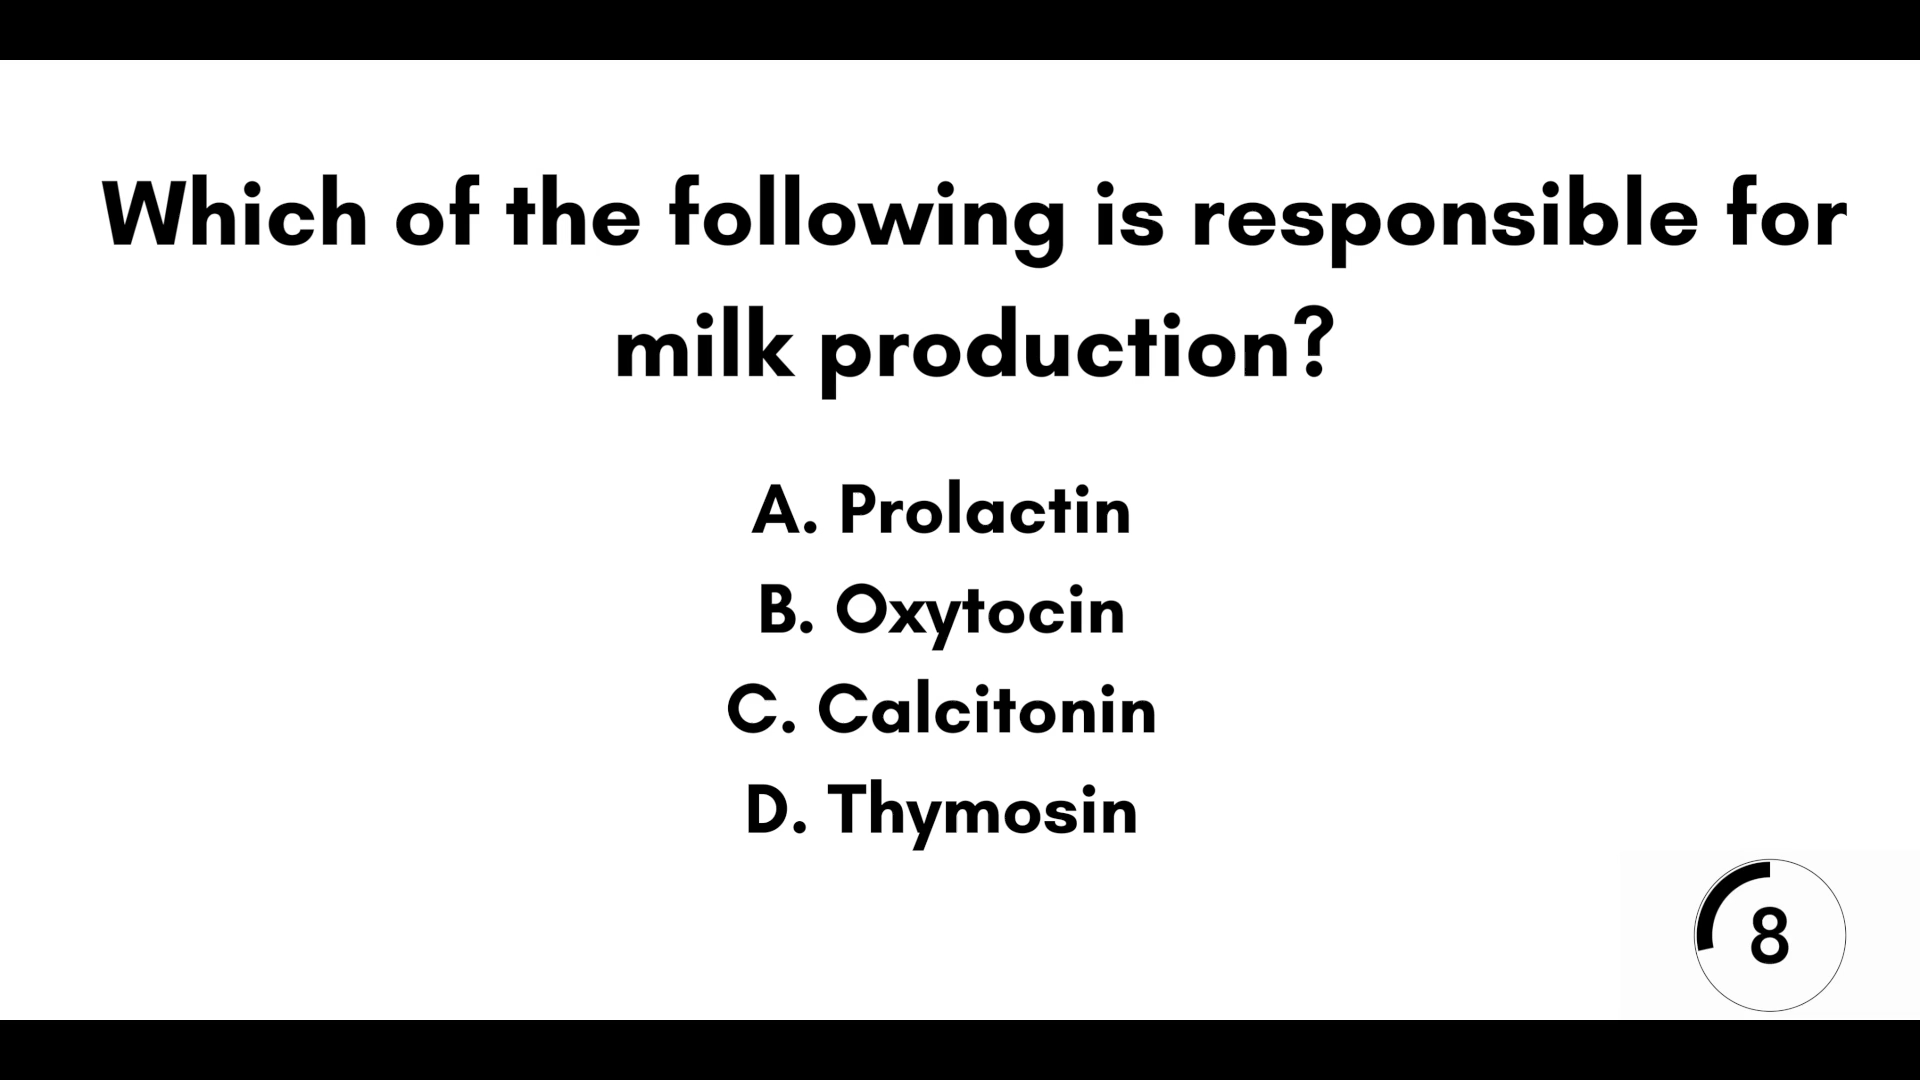 Which of the following is responsible for
milk production?
A. Prolactin
B. Oxytocin
C. Calcitonin
D. Thymosin
8